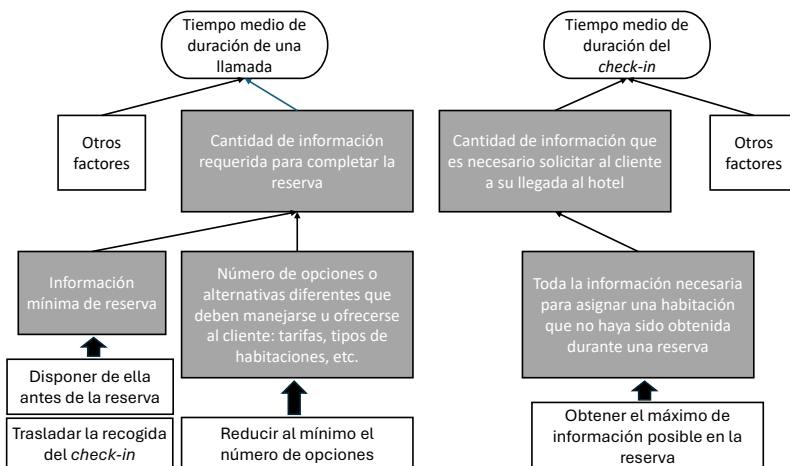 Tiempo medio de
duración de una
llamada
Tiempo medio de
duración del
check-in
Otros
factores
Cantidad de información
requerida para completar la
reserva
Cantidad de información que
es necesario solicitar al cliente
a su llegada al hotel
Otros
factores
Información
mínima de reserva
Número de opciones o
alternativas diferentes que
deben manejarse u ofrecerse
al cliente: tarifas, tipos de
habitaciones, etc.
Toda la información necesaria
para asignar una habitación
que no haya sido obtenida
durante una reserva
Disponer de ella
antes de la reserva
Trasladar la recogida
del check-in
Reducir al mínimo el
número de opciones
Obtener el máximo de
información posible en la
reserva